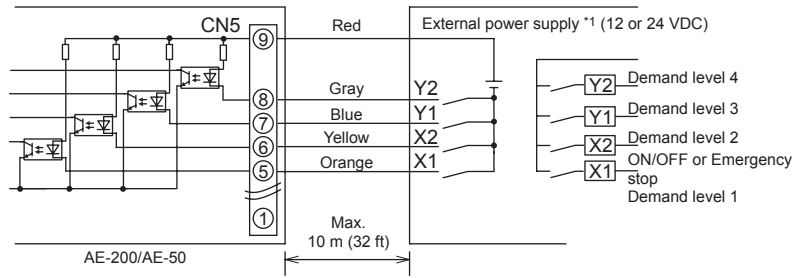 CN5
Red
External power supply *1 (12 or 24 VDC)
9
Gray
Y2
8
Blue
Y1
7
Yellow
X2
6
Orange
X1
5
1
Max.
10 m (32 ft)
AE-200/AE-50
Y2
Demand level 4
Y1
Demand level 3
X2
Demand level 2
X1
ON/OFF or Emergency
stop
Demand level 1